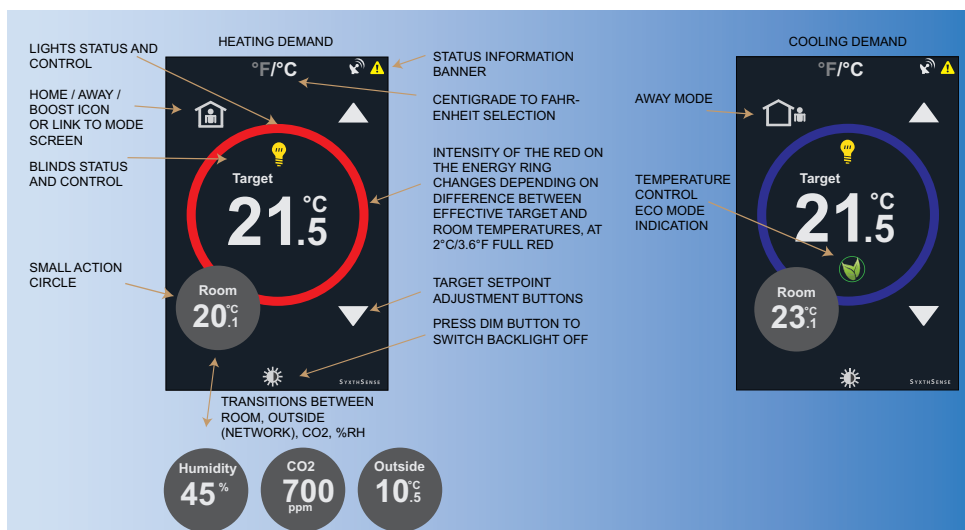 HEATING DEMAND
COOLING DEMAND
LIGHTS STATUS AND
CONTROL
HOME / AWAY /
BOOST ICON
OR LINK TO MODE
SCREEN
BLINDS STATUS
AND CONTROL
SMALL ACTION
CIRCLE
°F/°C
Target
21.5 °C
Room
20.1 °C
SYXTHSENSE
STATUS INFORMATION
BANNER
CENTIGRADE TO FAHR-
ENHEIT SELECTION
INTENSITY OF THE RED ON
THE ENERGY RING
CHANGES DEPENDING ON
DIFFERENCE BETWEEN
EFFECTIVE TARGET AND
ROOM TEMPERATURES, AT
2°C/3.6°F FULL RED
TARGET SETPOINT
ADJUSTMENT BUTTONS
PRESS DIM BUTTON TO
SWITCH BACKLIGHT OFF
TRANSITIONS BETWEEN
ROOM, OUTSIDE
(NETWORK), CO2, %RH
Humidity
45 %
CO2
700
ppm
Outside
10.5 °C
AWAY MODE
TEMPERATURE
CONTROL
ECO MODE
INDICATION
°F/°C
Target
21.5 °C
Room
23.1 °C
SYXTHSENSE